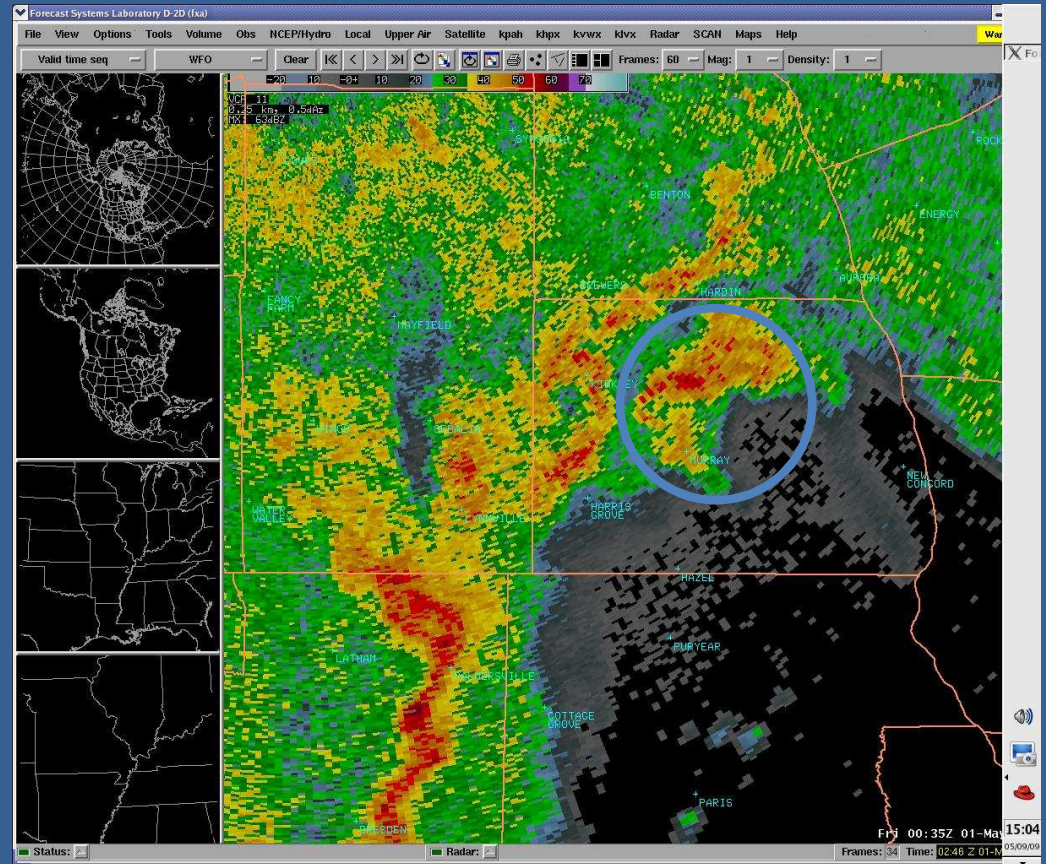 Forecast Systems Laboratory D-2D (fxa)
File View Options Tools Volume Obs NCEP/Hydro Local Upper Air Satellite kpah khpx kvwx klvx Radar SCAN Maps Help
Valid time seq WFO Clear Frames: 60 Mag: 1 Density: 1
-20 10 -0+ 10 20 30 40 50 60 70
VCP 11
0.25 km, 0.5dAz
MX: 63dBZ
BENTON
ENERGY
AURORA
BREWERS
HARDIN
FANCY
FARM
MAYFIELD
KIRKSEY
SEDALIA
WINGO
MURRAY
NEW
CONCORD
WATER
VALLEY
HARRIS
GROVE
LYNNVILLE
HAZEL
PURYEAR
LATHAM
PALMERSVILLE
COTTAGE
GROVE
PARIS
DRESDEN
Fri 00:35Z 01-May
15:04
05/09/09
Status: Radar: Frames: 34 Time: 02:46 Z 01-M